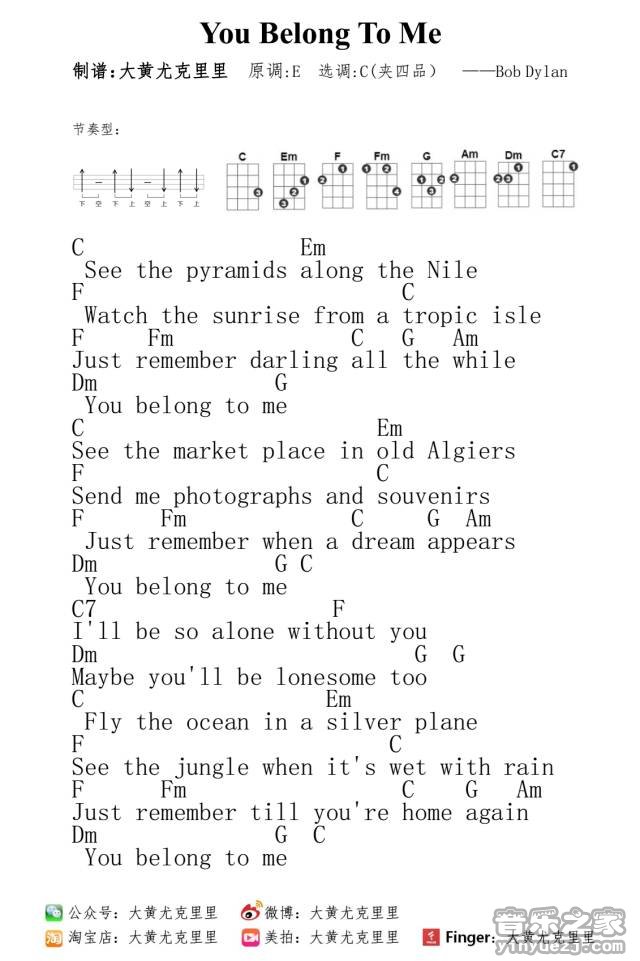 You Belong To Me
制谱:大黄尤克里里 原调:E 选调:C(夹四品) ——Bob Dylan
节奏型:
C Em F Fm G Am Dm C7
下 空 下 上 空 上 下 上
C Em
See the pyramids along the Nile
F C
Watch the sunrise from a tropic isle
F Fm C G Am
Just remember darling all the while
Dm G
You belong to me
C Em
See the market place in old Algiers
F C
Send me photographs and souvenirs
F Fm C G Am
Just remember when a dream appears
Dm G C
You belong to me
C7 F
I'll be so alone without you
Dm G G
Maybe you'll be lonesome too
C Em
Fly the ocean in a silver plane
F C
See the jungle when it's wet with rain
F Fm C G Am
Just remember till you're home again
Dm G C
You belong to me
公众号: 大黄尤克里里 微博: 大黄尤克里里
淘宝店: 大黄尤克里里 美拍: 大黄尤克里里 Finger: 大黄尤克里里
音乐之家
yinyuezj.com